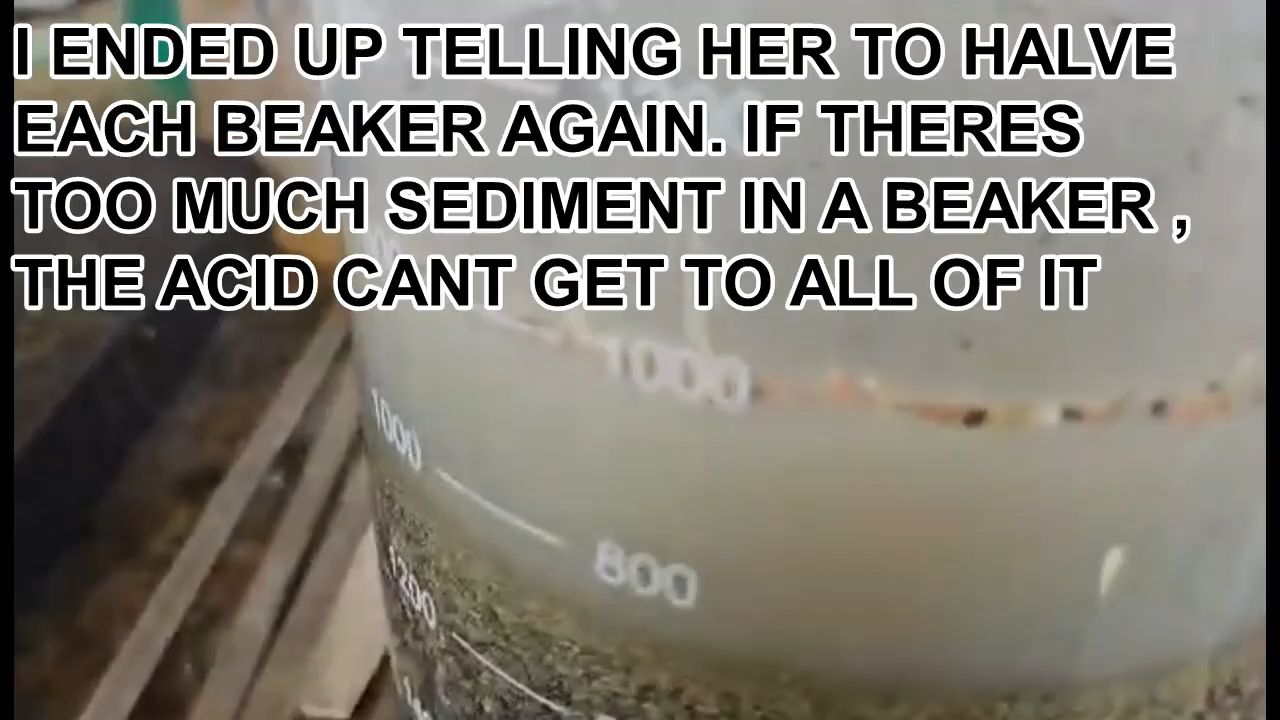 I ENDED UP TELLING HER TO HALVE
EACH BEAKER AGAIN. IF THERES
TOO MUCH SEDIMENT IN A BEAKER ,
THE ACID CANT GET TO ALL OF IT
1000
1000
800
1200